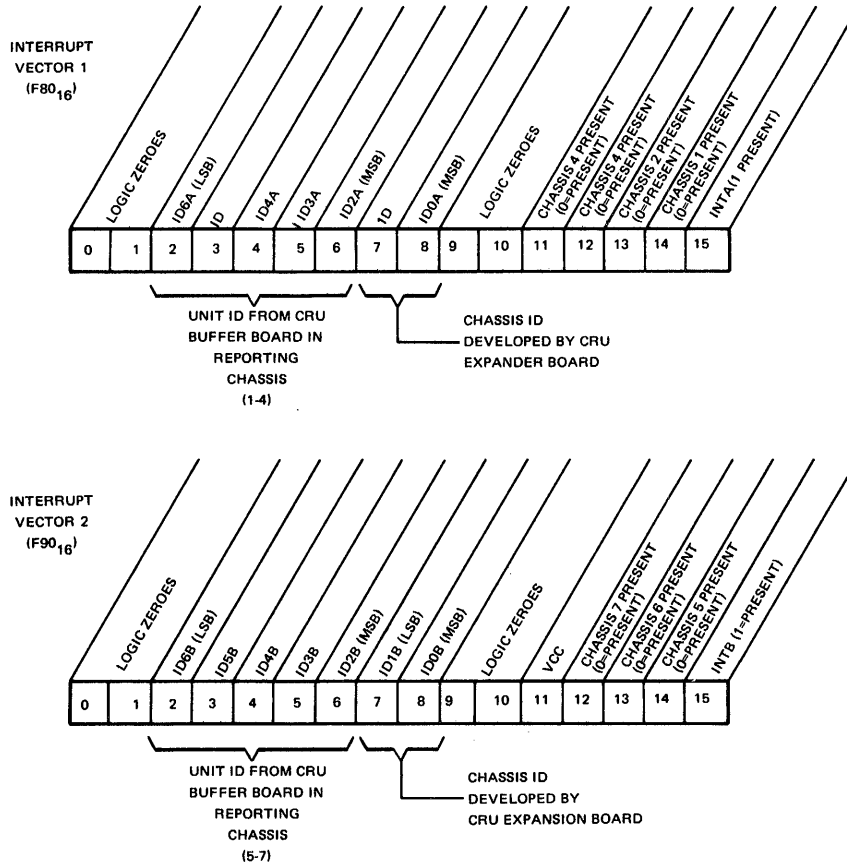 INTERRUPT
VECTOR 1
(F80₁₆)
LOGIC ZEROES
ID6A (LSB)
ID
ID4A
ID3A
ID2A (MSB)
1D
ID0A (MSB)
LOGIC ZEROES
CHASSIS 4 PRESENT
(0=PRESENT)
CHASSIS 4 PRESENT
(0=PRESENT)
CHASSIS 2 PRESENT
(0=PRESENT)
CHASSIS 1 PRESENT
(0=PRESENT)
INTA(1 PRESENT)
0 1 2 3 4 5 6 7 8 9 10 11 12 13 14 15
UNIT ID FROM CRU
BUFFER BOARD IN
REPORTING
CHASSIS
(1-4)
CHASSIS ID
DEVELOPED BY CRU
EXPANDER BOARD
INTERRUPT
VECTOR 2
(F90₁₆)
LOGIC ZEROES
ID6B (LSB)
ID5B
ID4B
ID3B
ID2B (MSB)
ID1B (LSB)
ID0B (MSB)
LOGIC ZEROES
VCC
CHASSIS 7 PRESENT
(0=PRESENT)
CHASSIS 6 PRESENT
(0=PRESENT)
CHASSIS 5 PRESENT
(0=PRESENT)
INTB (1=PRESENT)
0 1 2 3 4 5 6 7 8 9 10 11 12 13 14 15
UNIT ID FROM CRU
BUFFER BOARD IN
REPORTING
CHASSIS
(5-7)
CHASSIS ID
DEVELOPED BY
CRU EXPANSION BOARD